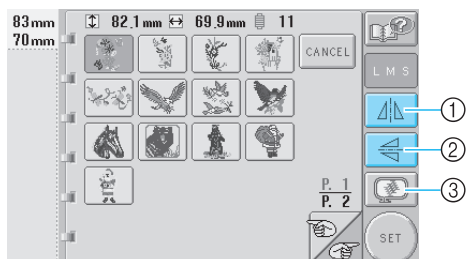 83mm
70mm
82,1mm 69,9mm 11
CANCEL
L M S
①
②
③
P. 1
P. 2
SET